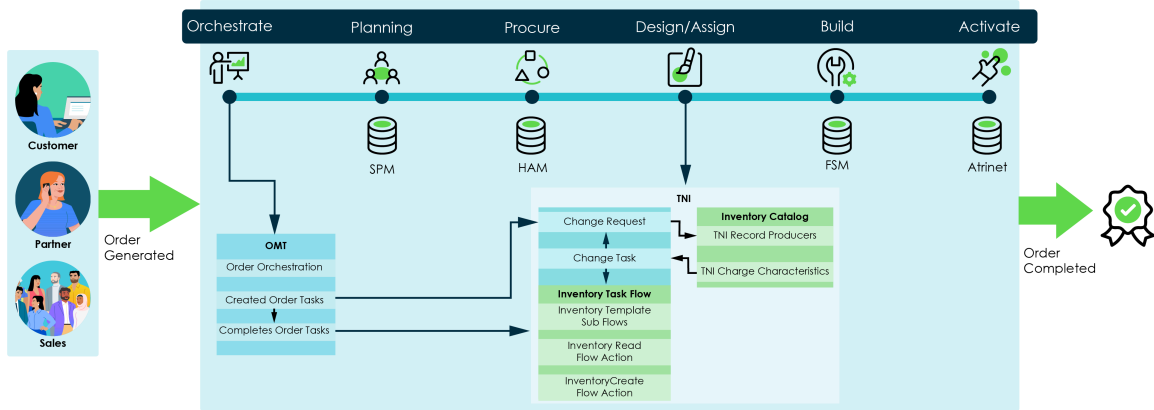 Orchestrate
Planning
Procure
Design/Assign
Build
Activate
Customer
Partner
Sales
Order
Generated
SPM
HAM
FSM
Atrinet
OMT
Order Orchestration
Created Order Tasks
Completes Order Tasks
TNI
Change Request
Change Task
Inventory Task Flow
Inventory Template
Sub Flows
Inventory Read
Flow Action
InventoryCreate
Flow Action
Inventory Catalog
TNI Record Producers
TNI Charge Characteristics
Order
Completed